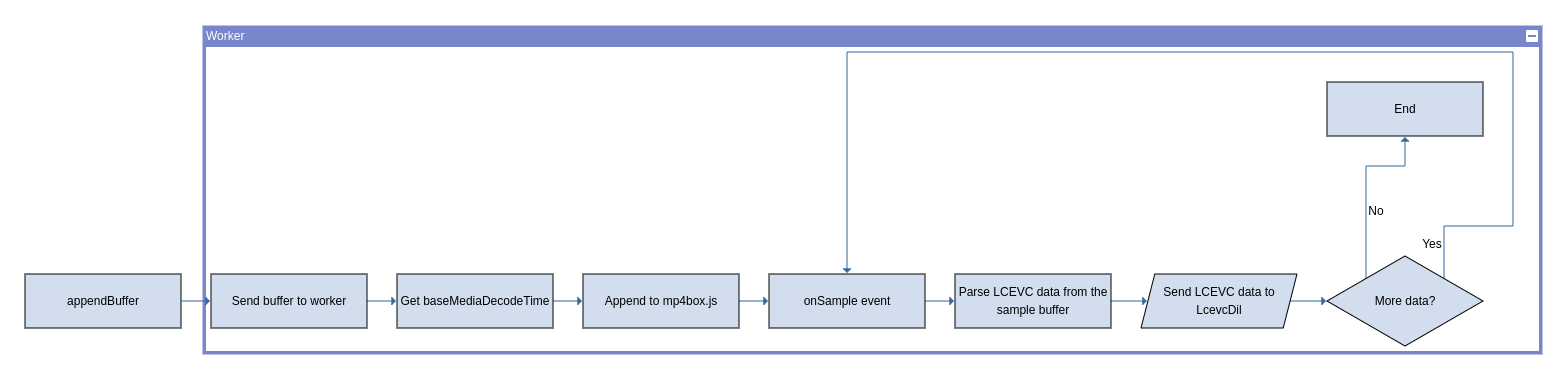 Worker
End
No
Yes
appendBuffer
Send buffer to worker
Get baseMediaDecodeTime
Append to mp4box.js
onSample event
Parse LCEVC data from the
sample buffer
Send LCEVC data to
LcevcDil
More data?